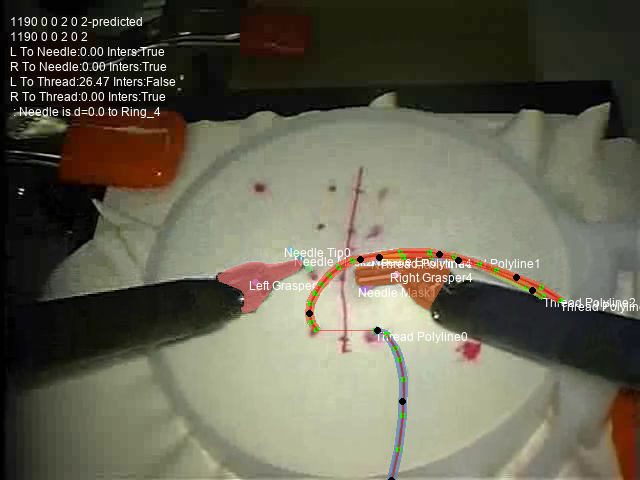 1190 0 0 2 0 2-predicted
1190 0 0 2 0 2
L To Needle:0.00 Inters:True
R To Needle:0.00 Inters:True
L To Thread:26.47 Inters:False
R To Thread:0.00 Inters:True
: Needle is d=0.0 to Ring_4
Needle Tip0
Polyline1
Right Grasper4
Left Grasper
Needle Mask
Thread Polyline2
Thread Polyline0